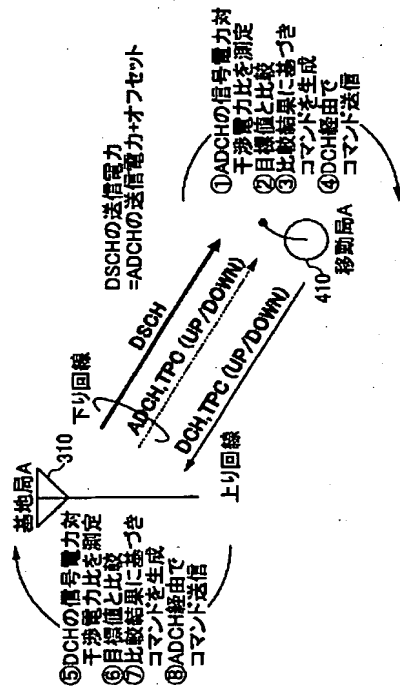 基地局A
310
⑤DCHの信号電力対
干渉電力比を測定
⑥目標値と比較
⑦比較結果に基づき
コマンドを生成
⑧ADCH経由で
コマンド送信
下り回線
上り回線
DSCH
ADCH,TPC (UP/DOWN)
DCH,TPC (UP/DOWN)
DSCHの送信電力
=ADCHの送信電力+オフセット
①ADCHの信号電力対
干渉電力比を測定
②目標値と比較
③比較結果に基づき
コマンドを生成
④DCH経由で
コマンド送信
410
移動局A